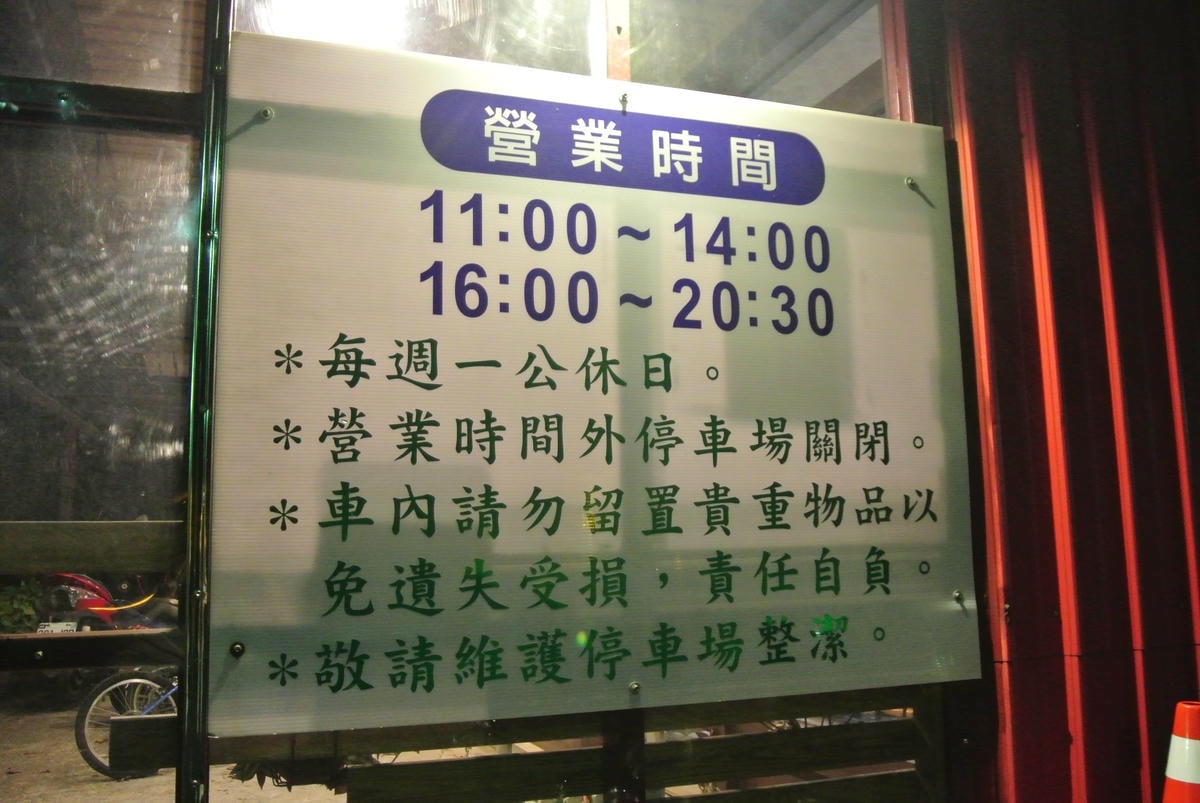 營業時間
11:00~14:00
16:00~20:30
*每週一公休日。
*營業時間外停車場關閉。
*車內請勿留置貴重物品以
免遺失受損，責任自負。
*敬請維護停車場整潔。